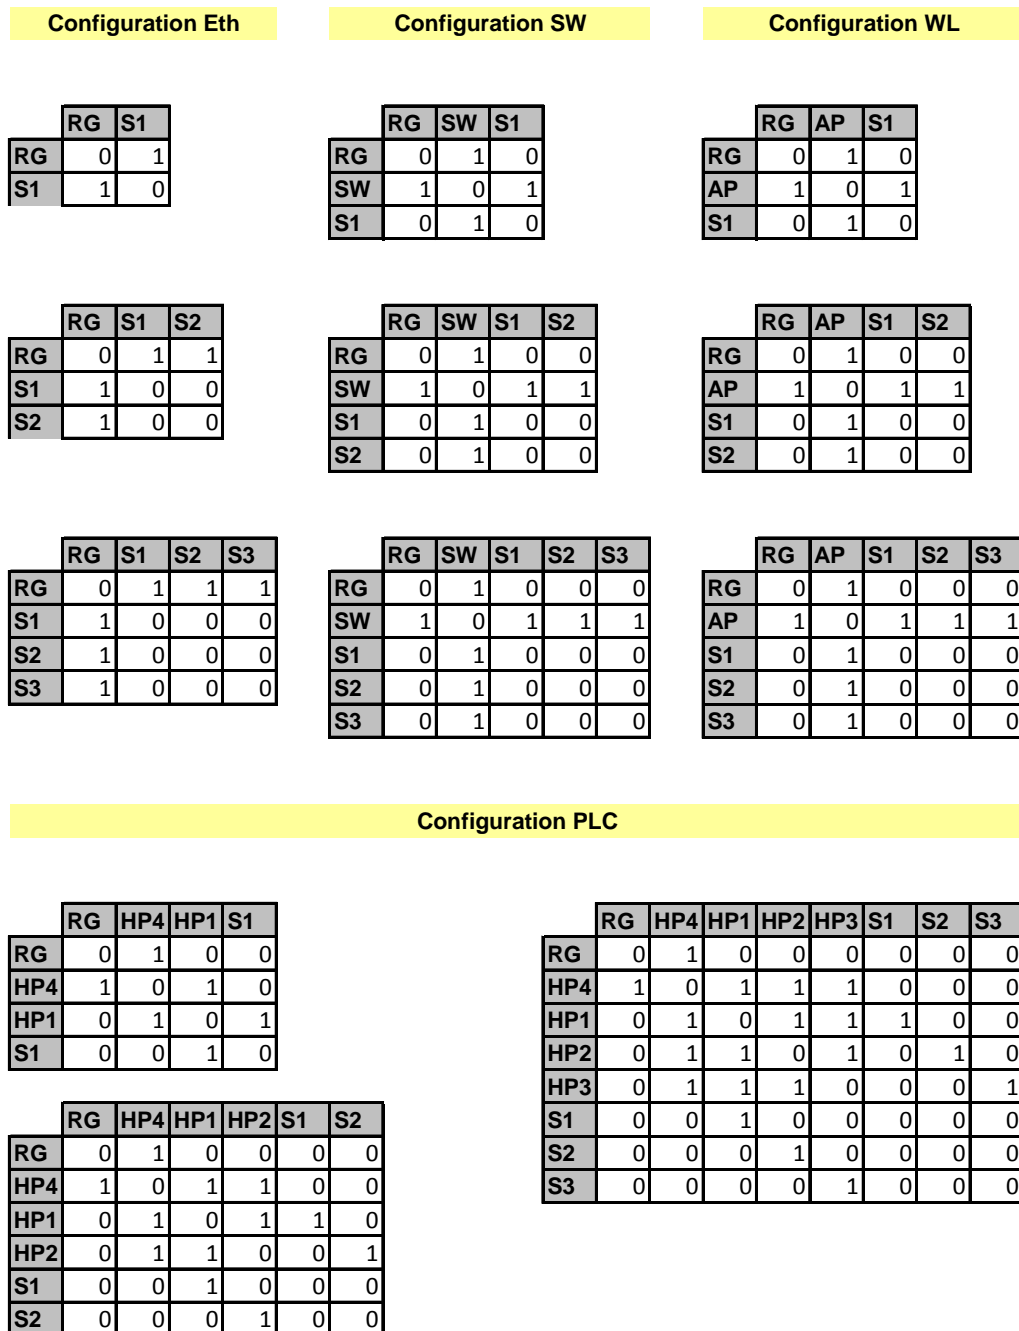 Configuration Eth
Configuration SW
Configuration WL
RG S1
RG 0 1
S1 1 0
RG SW S1
RG 0 1 0
SW 1 0 1
S1 0 1 0
RG AP S1
RG 0 1 0
AP 1 0 1
S1 0 1 0
RG S1 S2
RG 0 1 1
S1 1 0 0
S2 1 0 0
RG SW S1 S2
RG 0 1 0 0
SW 1 0 1 1
S1 0 1 0 0
S2 0 1 0 0
RG AP S1 S2
RG 0 1 0 0
AP 1 0 1 1
S1 0 1 0 0
S2 0 1 0 0
RG S1 S2 S3
RG 0 1 1 1
S1 1 0 0 0
S2 1 0 0 0
S3 1 0 0 0
RG SW S1 S2 S3
RG 0 1 0 0 0
SW 1 0 1 1 1
S1 0 1 0 0 0
S2 0 1 0 0 0
S3 0 1 0 0 0
RG AP S1 S2 S3
RG 0 1 0 0 0
AP 1 0 1 1 1
S1 0 1 0 0 0
S2 0 1 0 0 0
S3 0 1 0 0 0
Configuration PLC
RG HP4 HP1 S1
RG 0 1 0 0
HP4 1 0 1 0
HP1 0 1 0 1
S1 0 0 1 0
RG HP4 HP1 HP2 S1 S2
RG 0 1 0 0 0 0
HP4 1 0 1 1 0 0
HP1 0 1 0 1 1 0
HP2 0 1 1 0 0 1
S1 0 0 1 0 0 0
S2 0 0 0 1 0 0
RG HP4 HP1 HP2 HP3 S1 S2 S3
RG 0 1 0 0 0 0 0 0
HP4 1 0 1 1 1 0 0 0
HP1 0 1 0 1 1 1 0 0
HP2 0 1 1 0 1 0 1 0
HP3 0 1 1 1 0 0 0 1
S1 0 0 1 0 0 0 0 0
S2 0 0 0 1 0 0 0 0
S3 0 0 0 0 1 0 0 0